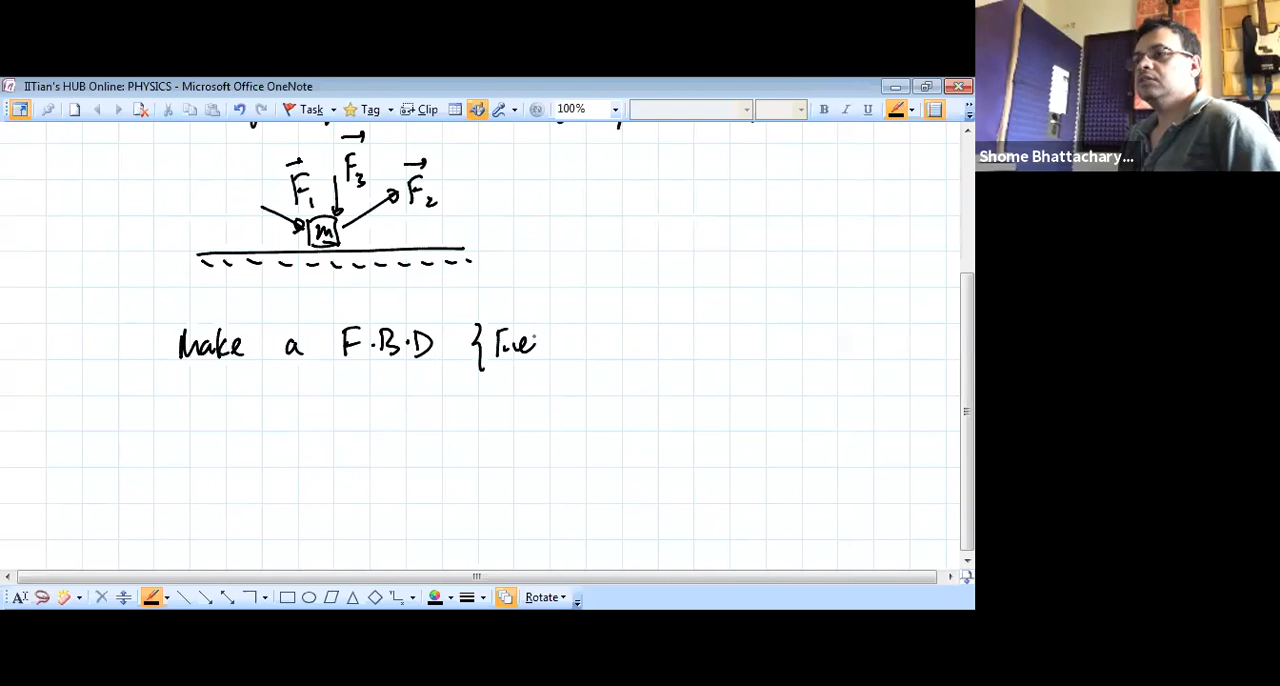 IITian's HUB Online: PHYSICS - Microsoft Office OneNote
Task Tag Clip 100% B I U
F₃
F₁ F₂
m
Make a F.B.D {
Shome Bhattachary...
Rotate